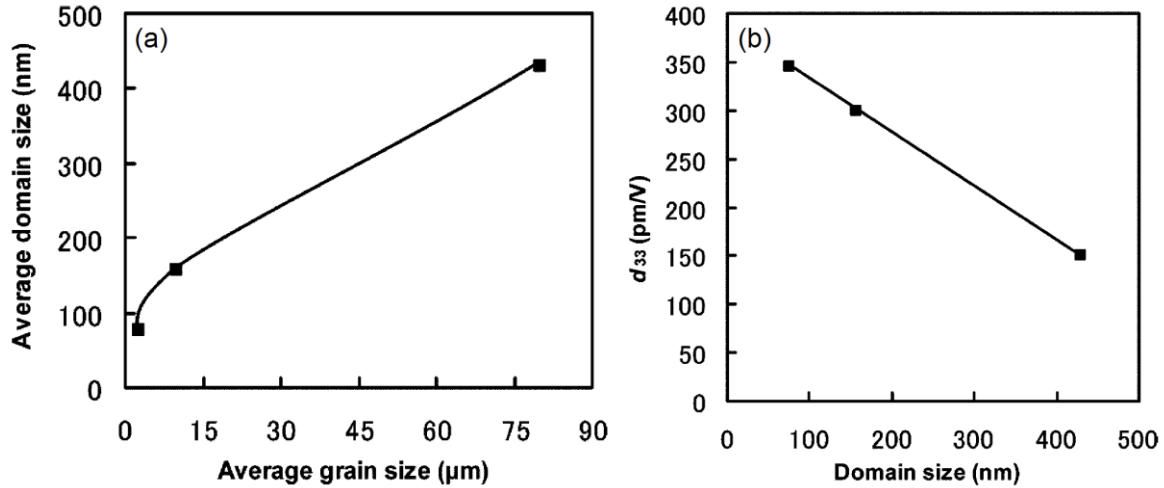 (a)
Average domain size (nm)
500
400
300
200
100
0
0 15 30 45 60 75 90
Average grain size (μm)
(b)
d33 (pm/V)
400
350
300
250
200
150
100
50
0
0 100 200 300 400 500
Domain size (nm)